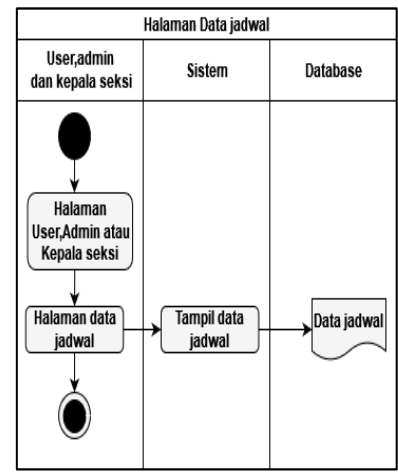 Halaman Data jadwal
User,admin
dan kepala seksi
Sistem
Database
Halaman
User,Admin atau
Kepala seksi
Halaman data
jadwal
Tampil data
jadwal
Data jadwal